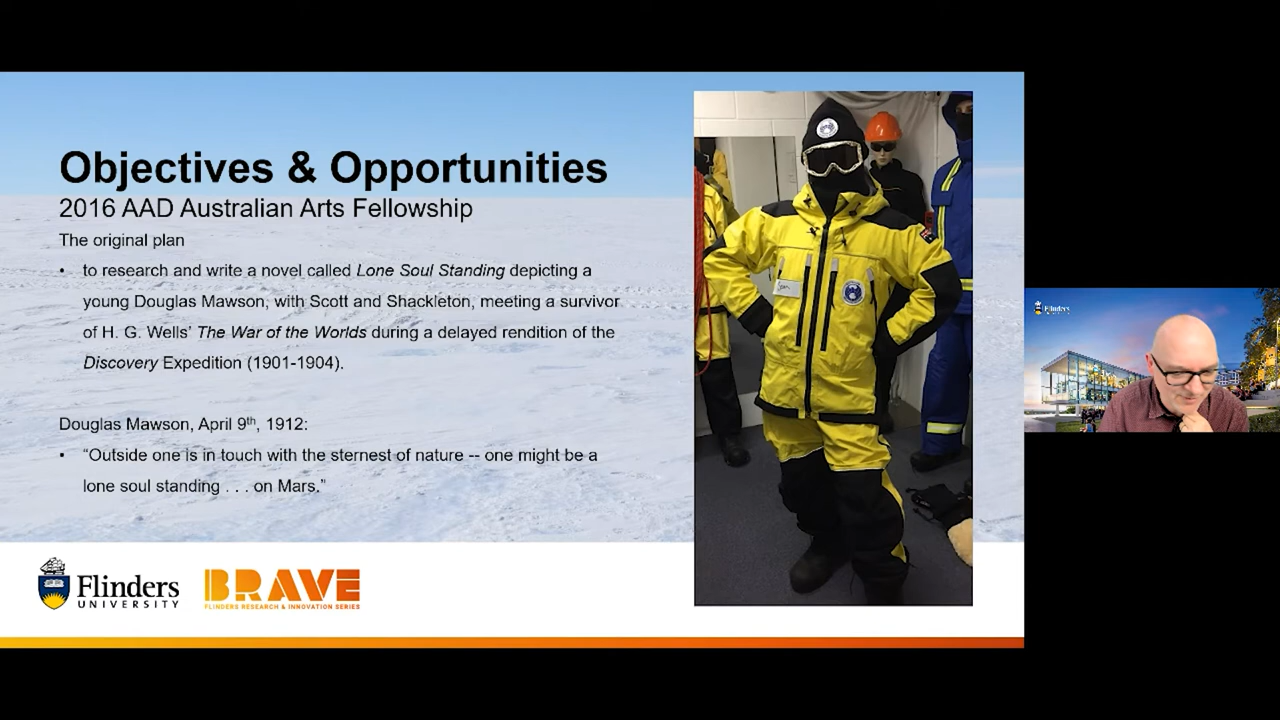 Objectives & Opportunities
2016 AAD Australian Arts Fellowship
The original plan
• to research and write a novel called Lone Soul Standing depicting a
young Douglas Mawson, with Scott and Shackleton, meeting a survivor
of H. G. Wells' The War of the Worlds during a delayed rendition of the
Discovery Expedition (1901-1904).
Douglas Mawson, April 9th, 1912:
• “Outside one is in touch with the sternest of nature -- one might be a
lone soul standing . . . on Mars.”
Flinders
UNIVERSITY
BRAVE
FLINDERS RESEARCH & INNOVATION SERIES
Flinders